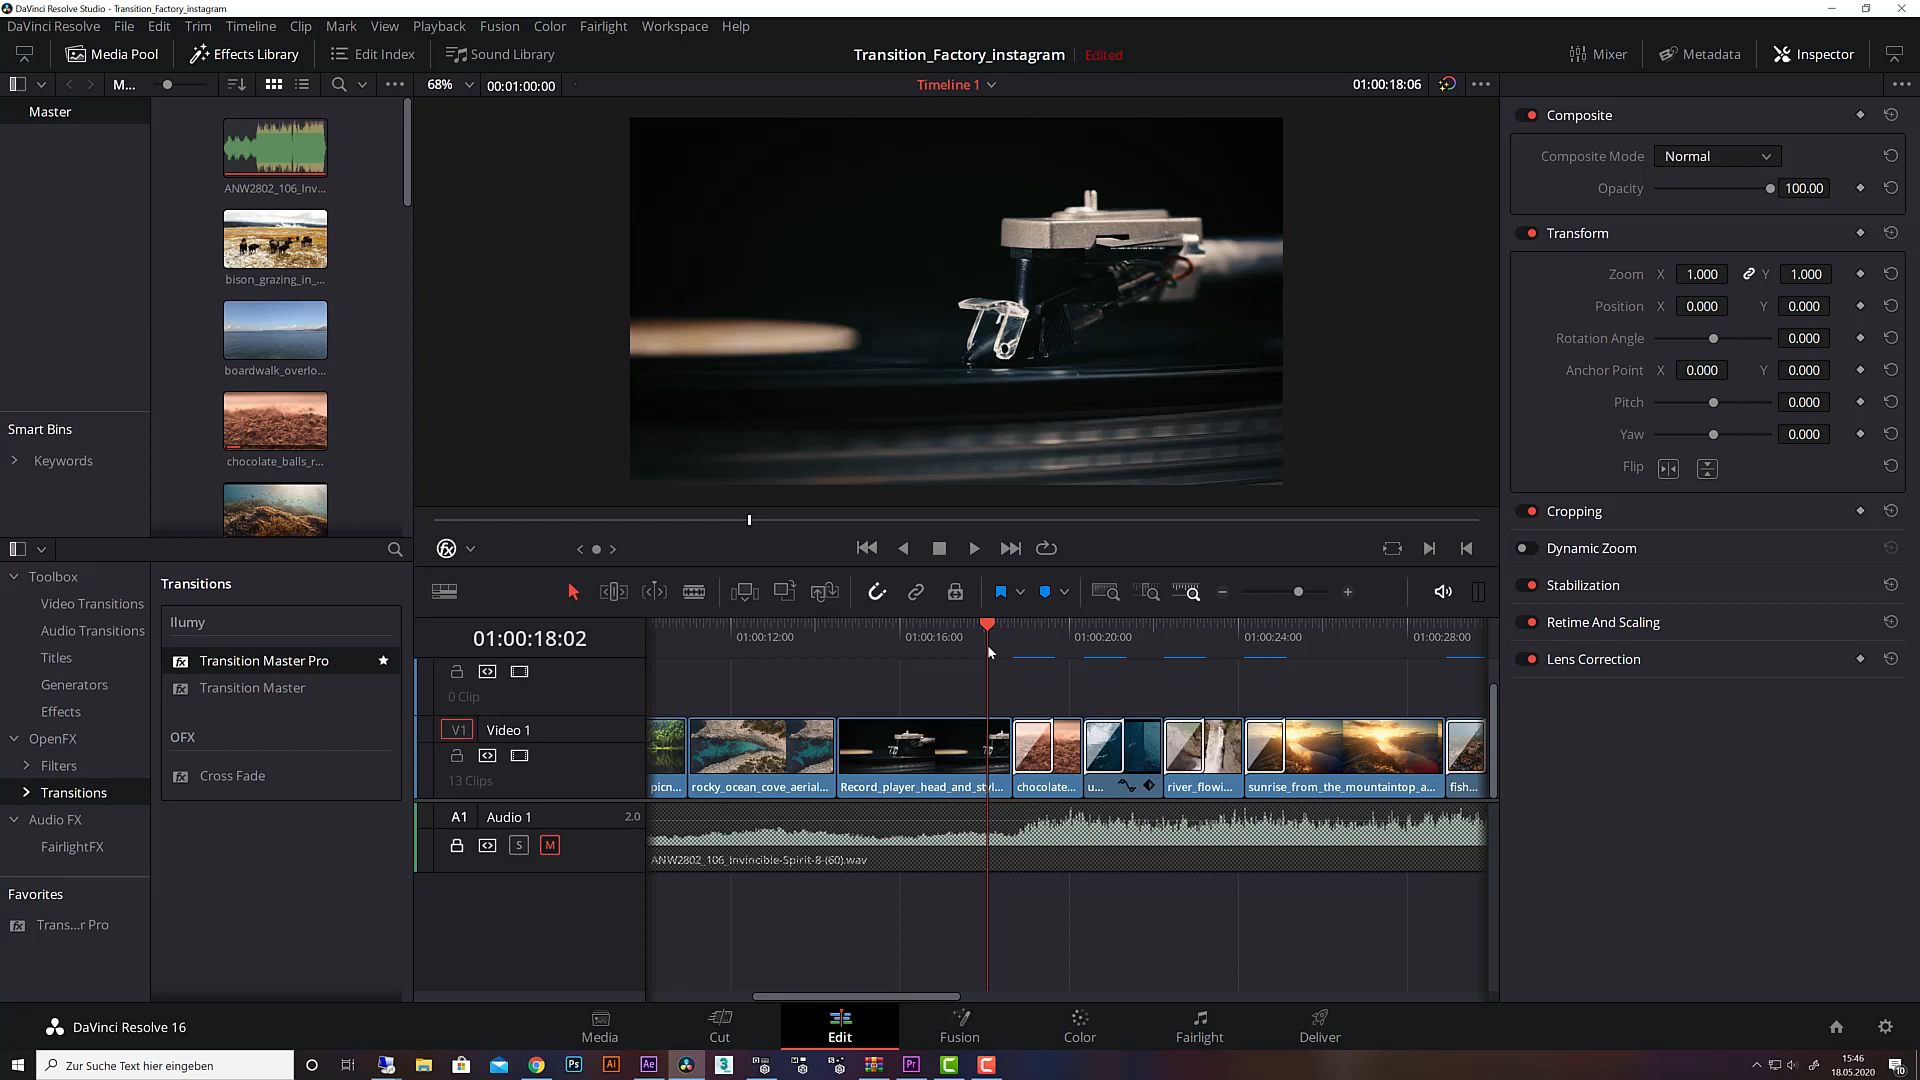 DaVinci Resolve Studio - Transition_Factory_instagram
DaVinci Resolve File Edit Trim Timeline Clip Mark View Playback Fusion Color Fairlight Workspace Help
Media Pool Effects Library Edit Index Sound Library Transition_Factory_instagram Edited Mixer Metadata Inspector
M... 68% 00:01:00:00 Timeline 1 01:00:18:06
Master
ANW2802_106_Inv...
bison_grazing_in_...
boardwalk_overlo...
chocolate_balls_r...
Smart Bins
Keywords
Composite
Composite Mode Normal
Opacity 100.00
Transform
Zoom X 1.000 Y 1.000
Position X 0.000 Y 0.000
Rotation Angle 0.000
Anchor Point X 0.000 Y 0.000
Pitch 0.000
Yaw 0.000
Flip
Cropping
Dynamic Zoom
Stabilization
Retime And Scaling
Lens Correction
Toolbox
Video Transitions
Audio Transitions
Titles
Generators
Effects
OpenFX
Filters
Transitions
Audio FX
FairlightFX
Favorites
Trans...r Pro
Transitions
Ilumy
Transition Master Pro
Transition Master
OFX
Cross Fade
01:00:18:02
01:00:12:00 01:00:16:00 01:00:20:00 01:00:24:00 01:00:28:00
0 Clip
V1 Video 1
13 Clips
picn... rocky_ocean_cove_aerial... Record_player_head_and_styl... chocolate... u... river_flowi... sunrise_from_the_mountaintop_a... fish...
A1 Audio 1 2.0
S M
ANW2802_106_Invincible-Spirit-8-(60).wav
DaVinci Resolve 16
Media Cut Edit Fusion Color Fairlight Deliver
Zur Suche Text hier eingeben
Ps Ai Ae 3 Pr C C
15:46
18.05.2020
10